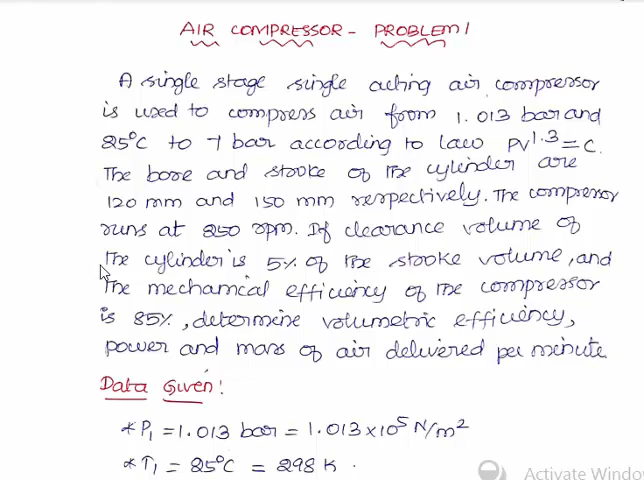 AIR COMPRESSOR - PROBLEM 1
A single stage single acting air compressor
is used to compress air from 1.013 bar and
25°C to 7 bar according to law PV^1.3 = C.
The bore and stroke of the cylinder are
120 mm and 150 mm respectively. The compressor
runs at 250 rpm. If clearance volume of
the cylinder is 5% of the stroke volume, and
the mechanical efficiency of the compressor
is 85%, determine volumetric efficiency,
power and mass of air delivered per minute
Data Given:
*P₁ = 1.013 bar = 1.013 × 10⁵ N/m²
*T₁ = 25°C = 298 K.
Activate Window